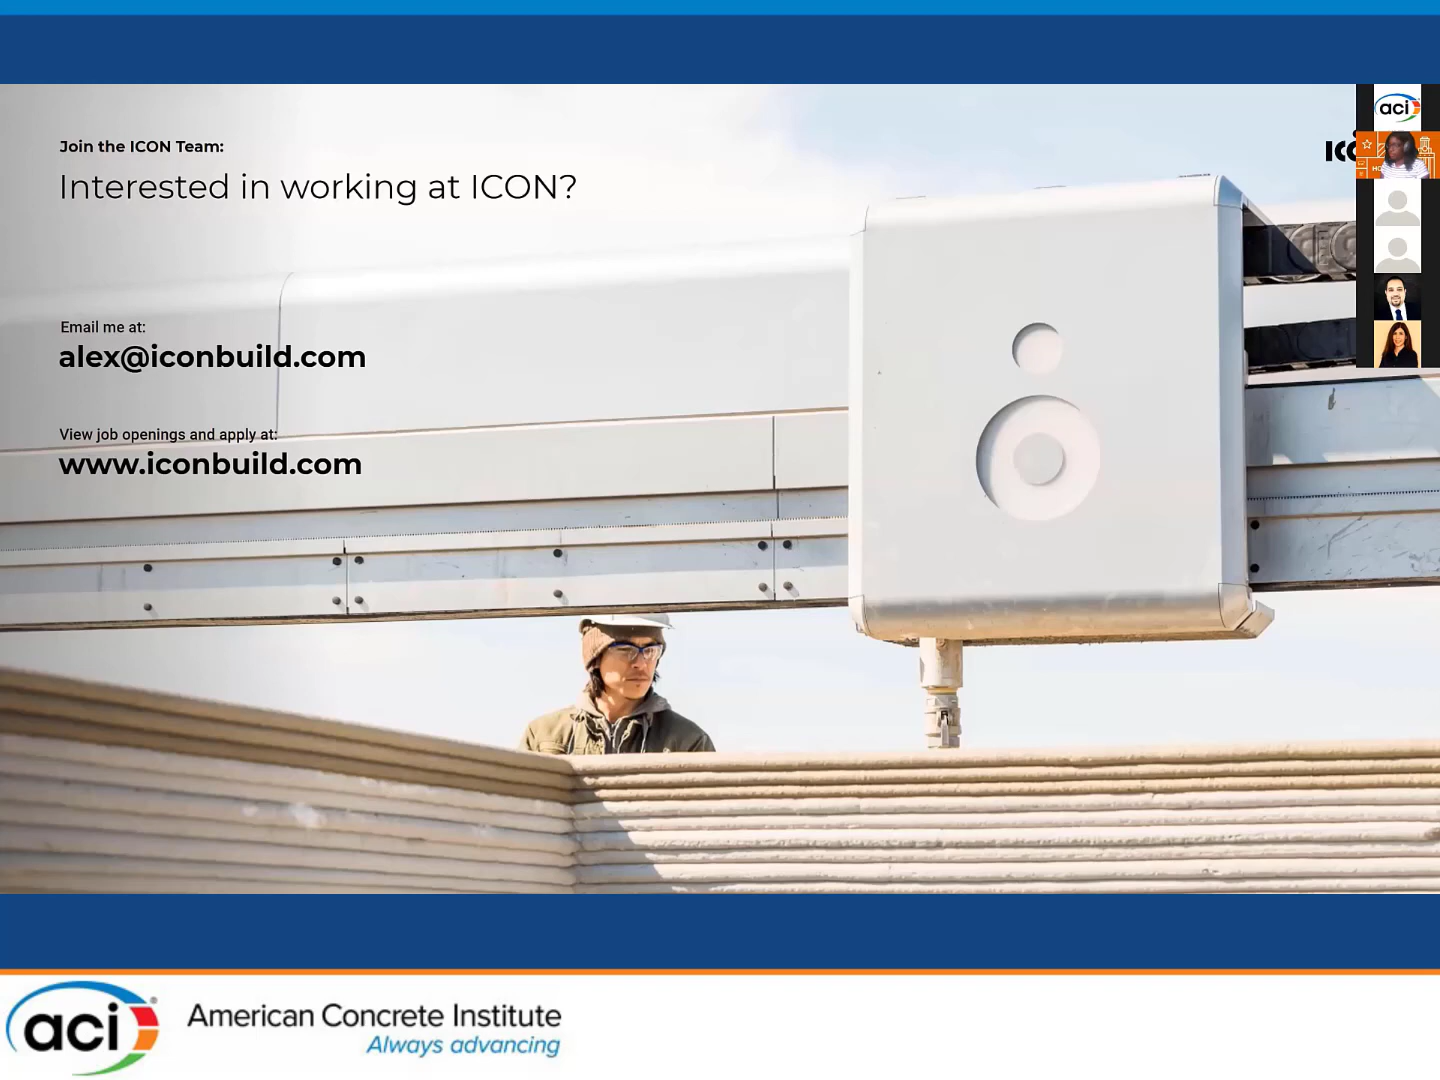 Join the ICON Team:
Interested in working at ICON?
Email me at:
alex@iconbuild.com
View job openings and apply at:
www.iconbuild.com
aci
aci
American Concrete Institute
Always advancing